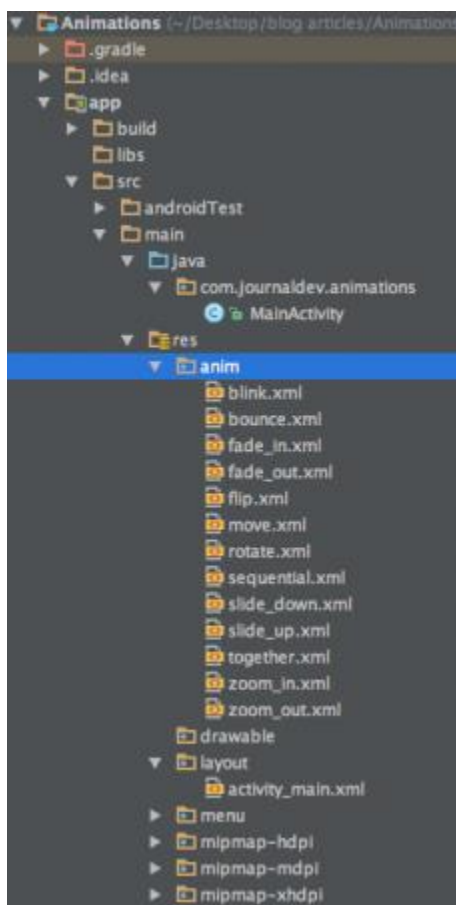 Animations (~/Desktop/blog articles/Animations
.gradle
.idea
app
build
libs
src
androidTest
main
java
com.journaldev.animations
MainActivity
res
anim
blink.xml
bounce.xml
fade_in.xml
fade_out.xml
flip.xml
move.xml
rotate.xml
sequential.xml
slide_down.xml
slide_up.xml
together.xml
zoom_in.xml
zoom_out.xml
drawable
layout
activity_main.xml
menu
mipmap-hdpi
mipmap-mdpi
mipmap-xhdpi